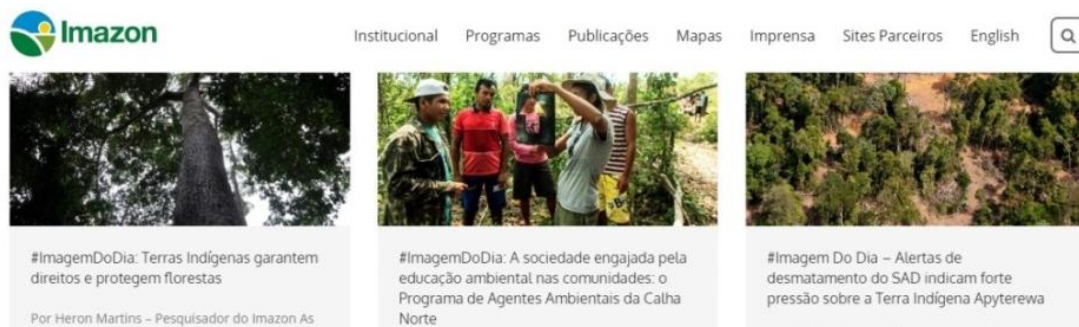 Imazon
Institucional Programas Publicações Mapas Imprensa Sites Parceiros English
#ImagemDoDia: Terras Indígenas garantem
direitos e protegem florestas
Por Heron Martins – Pesquisador do Imazon As
#ImagemDoDia: A sociedade engajada pela
educação ambiental nas comunidades: o
Programa de Agentes Ambientais da Calha
Norte
#Imagem Do Dia – Alertas de
desmatamento do SAD indicam forte
pressão sobre a Terra Indígena Apyterewa